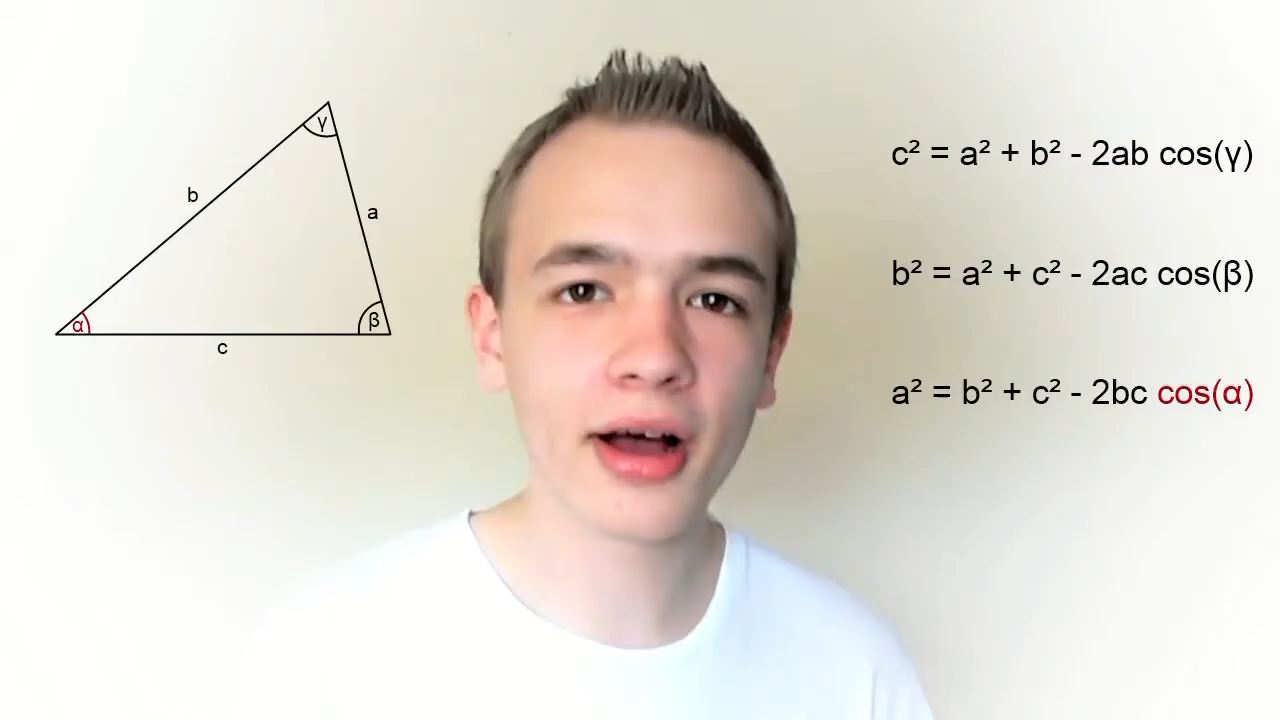 γ
b
a
α
β
c
c² = a² + b² - 2ab cos(γ)
b² = a² + c² - 2ac cos(β)
a² = b² + c² - 2bc cos(α)